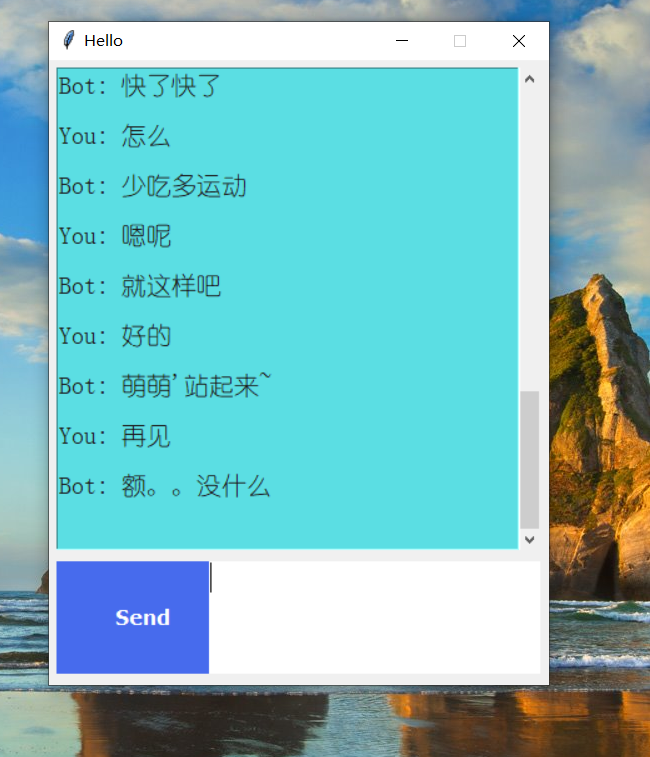 Hello
Bot: 快了快了
You: 怎么
Bot: 少吃多运动
You: 嗯呢
Bot: 就这样吧
You: 好的
Bot: 萌萌'站起来~
You: 再见
Bot: 额。。没什么
Send